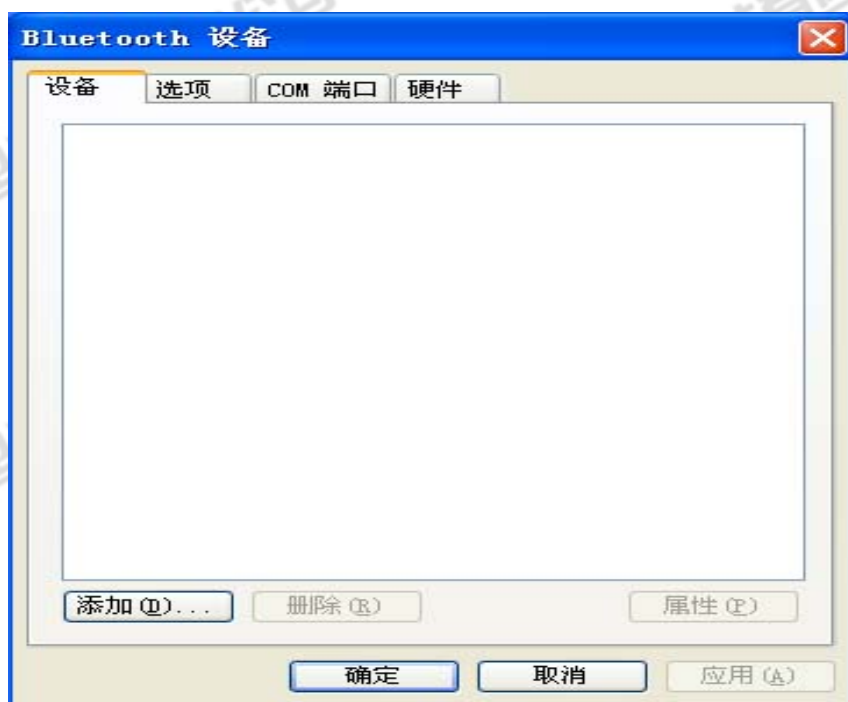 Bluetooth 设备
设备 选项 COM 端口 硬件
添加(D)... 删除(R) 属性(P)
确定 取消 应用(A)